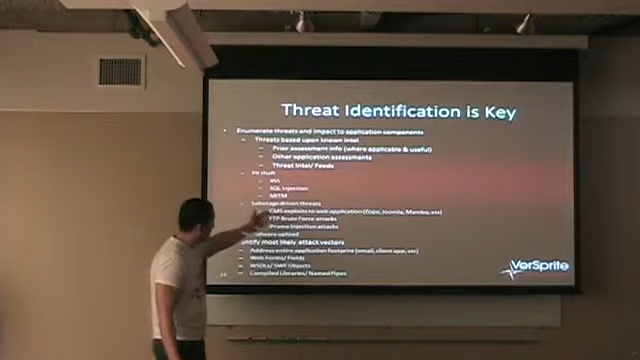 Threat Identification is Key
• Enumerate threats and impact to application components
– Threats based upon known intel
– Prior assessment info (where applicable & useful)
– Other application assessments
– Threat Intel/ Feeds
– PII theft
– XSS
– SQL Injection
– MITM
– Sabotage driven threats
CMS exploits to web application (Zope, Joomla, Mambo, etc)
FTP Brute Force attacks
iFrame Injection attacks
upload
most likely attack vectors
– Address entire application footprint (email, client app, etc)
– Web Forms/ Fields
– WSDLs/ SWF Objects
– Compiled Libraries/ Named Pipes
VerSprite